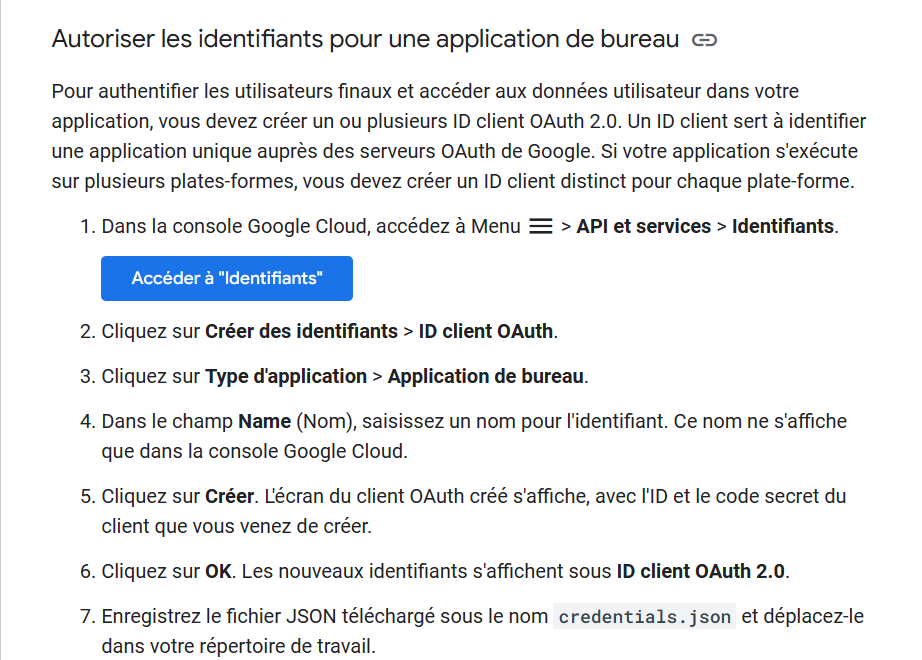 Autoriser les identifiants pour une application de bureau
Pour authentifier les utilisateurs finaux et accéder aux données utilisateur dans votre
application, vous devez créer un ou plusieurs ID client OAuth 2.0. Un ID client sert à identifier
une application unique auprès des serveurs OAuth de Google. Si votre application s'exécute
sur plusieurs plates-formes, vous devez créer un ID client distinct pour chaque plate-forme.
1. Dans la console Google Cloud, accédez à Menu > API et services > Identifiants.
Accéder à "Identifiants"
2. Cliquez sur Créer des identifiants > ID client OAuth.
3. Cliquez sur Type d'application > Application de bureau.
4. Dans le champ Name (Nom), saisissez un nom pour l'identifiant. Ce nom ne s'affiche
que dans la console Google Cloud.
5. Cliquez sur Créer. L'écran du client OAuth créé s'affiche, avec l'ID et le code secret du
client que vous venez de créer.
6. Cliquez sur OK. Les nouveaux identifiants s'affichent sous ID client OAuth 2.0.
7. Enregistrez le fichier JSON téléchargé sous le nom credentials.json et déplacez-le
dans votre répertoire de travail.